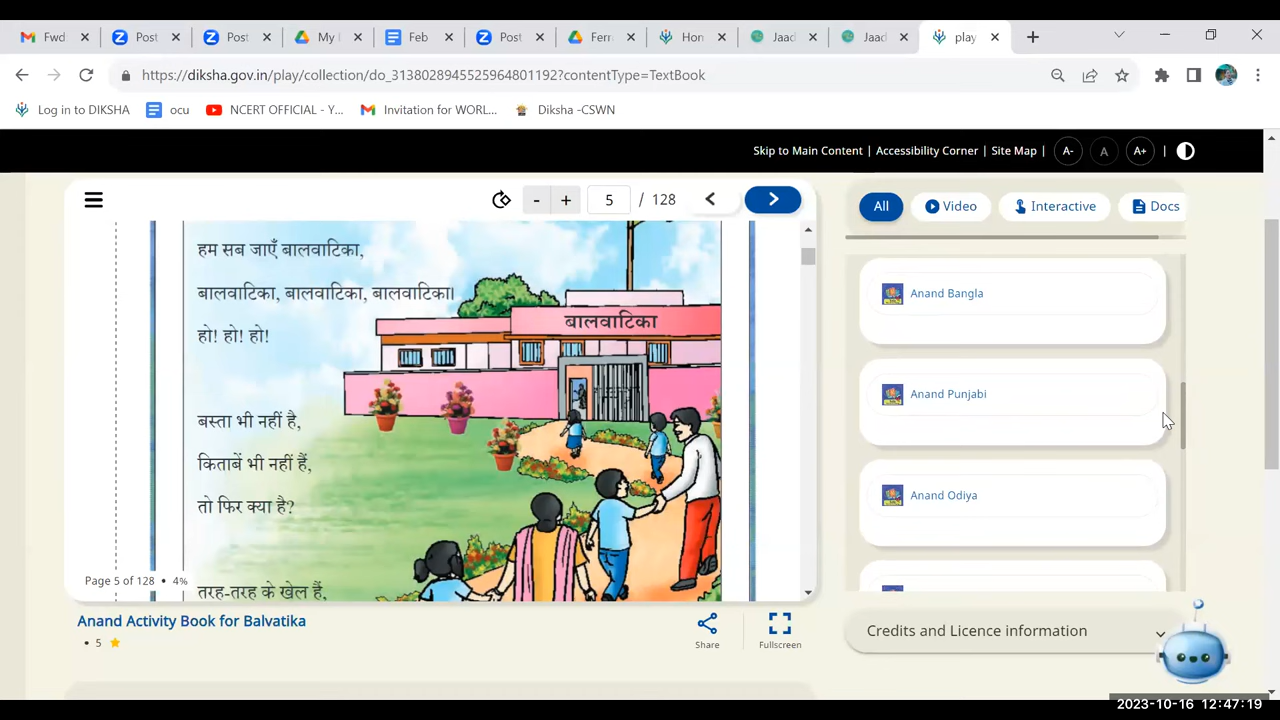 Fwd
Post
Post
My
Feb
Post
Ferr
Hon
Jaad
Jaad
play
https://diksha.gov.in/play/collection/do_31380289455259648011​92?contentType=TextBook
Log in to DIKSHA
ocu
NCERT OFFICIAL - Y...
Invitation for WORL...
Diksha -CSWN
Skip to Main Content | Accessibility Corner | Site Map | A- A A+ |
5 / 128
All Video Interactive Docs
हम सब जाएँ बालवाटिका,
बालवाटिका, बालवाटिका, बालवाटिका।
हो! हो! हो!
बालवाटिका
बस्ता भी नहीं है,
किताबें भी नहीं हैं,
तो फिर क्या है?
तरह-तरह के खेल हैं,
Page 5 of 128 • 4%
Anand Bangla
Anand Punjabi
Anand Odiya
Anand Activity Book for Balvatika
• 5
Share
Fullscreen
Credits and Licence information
2023-10-16 12:47:19